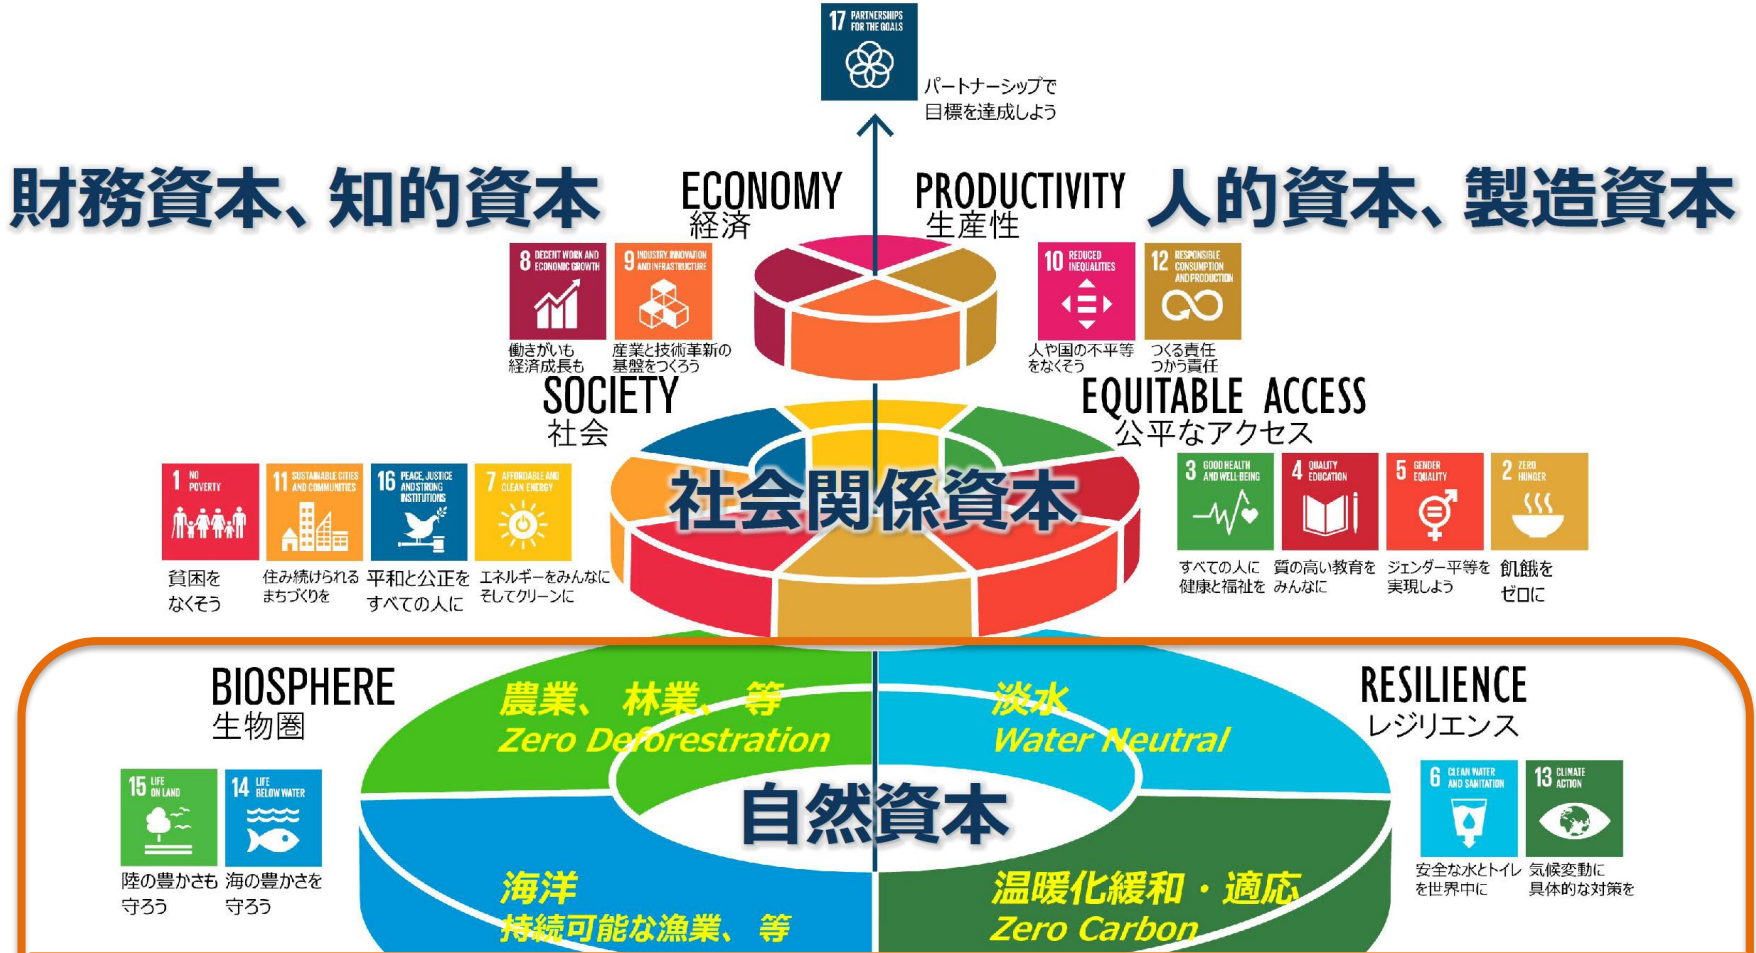 17 PARTNERSHIPS
FOR THE GOALS
パートナーシップで
目標を達成しよう
財務資本、知的資本
ECONOMY
経済
PRODUCTIVITY
生産性
人的資本、製造資本
8 DECENT WORK AND
ECONOMIC GROWTH
働きがいも
経済成長も
9 INDUSTRY, INNOVATION
AND INFRASTRUCTURE
産業と技術革新の
基盤をつくろう
10 REDUCED
INEQUALITIES
人や国の不平等
をなくそう
12 RESPONSIBLE
CONSUMPTION
AND PRODUCTION
つくる責任
つかう責任
SOCIETY
社会
EQUITABLE ACCESS
公平なアクセス
社会関係資本
1 NO
POVERTY
貧困を
なくそう
11 SUSTAINABLE CITIES
AND COMMUNITIES
住み続けられる
まちづくりを
16 PEACE, JUSTICE
AND STRONG
INSTITUTIONS
平和と公正を
すべての人に
7 AFFORDABLE AND
CLEAN ENERGY
エネルギーをみんなに
そしてクリーンに
3 GOOD HEALTH
AND WELL-BEING
すべての人に
健康と福祉を
4 QUALITY
EDUCATION
質の高い教育を
みんなに
5 GENDER
EQUALITY
ジェンダー平等を
実現しよう
2 ZERO
HUNGER
飢餓を
ゼロに
BIOSPHERE
生物圏
農業、林業、等
Zero Deforestration
淡水
Water Neutral
RESILIENCE
レジリエンス
自然資本
15 LIFE
ON LAND
陸の豊かさも
守ろう
14 LIFE
BELOW WATER
海の豊かさを
守ろう
海洋
持続可能な漁業、等
温暖化緩和・適応
Zero Carbon
6 CLEAN WATER
AND SANITATION
安全な水とトイレ
を世界中に
13 CLIMATE
ACTION
気候変動に
具体的な対策を